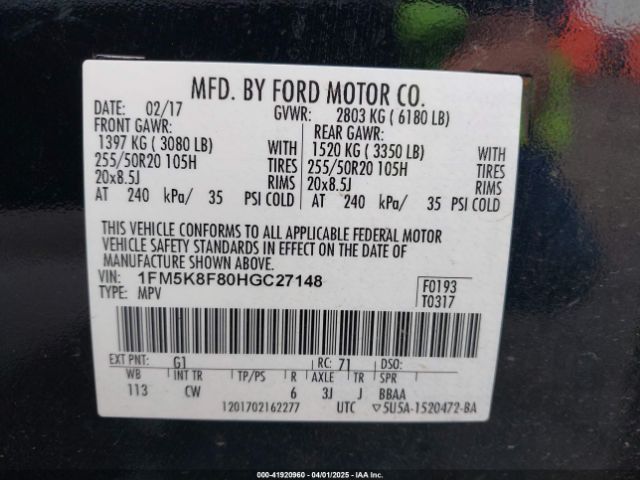 MFD. BY FORD MOTOR CO.
DATE: 02/17 GVWR: 2803 KG ( 6180 LB)
FRONT GAWR: REAR GAWR:
1397 KG ( 3080 LB) WITH 1520 KG ( 3350 LB) WITH
255/50R20 105H TIRES 255/50R20 105H TIRES
20x8.5J RIMS 20x8.5J RIMS
AT 240 kPa/ 35 PSI COLD AT 240 kPa/ 35 PSI COLD
THIS VEHICLE CONFORMS TO ALL APPLICABLE FEDERAL MOTOR
VEHICLE SAFETY STANDARDS IN EFFECT ON THE DATE OF
MANUFACTURE SHOWN ABOVE.
VIN: 1FM5K8F80HGC27148 F0193
TYPE: MPV T0317
EXT PNT: G1 RC: 71 DSO:
WB INT TR TP/PS R AXLE TR SPR
113 CW 6 3J J BBAA
1201702162277 UTC ▽5U5A-1520472-BA
000-41920960 - 04/01/2025 - IAA Inc.